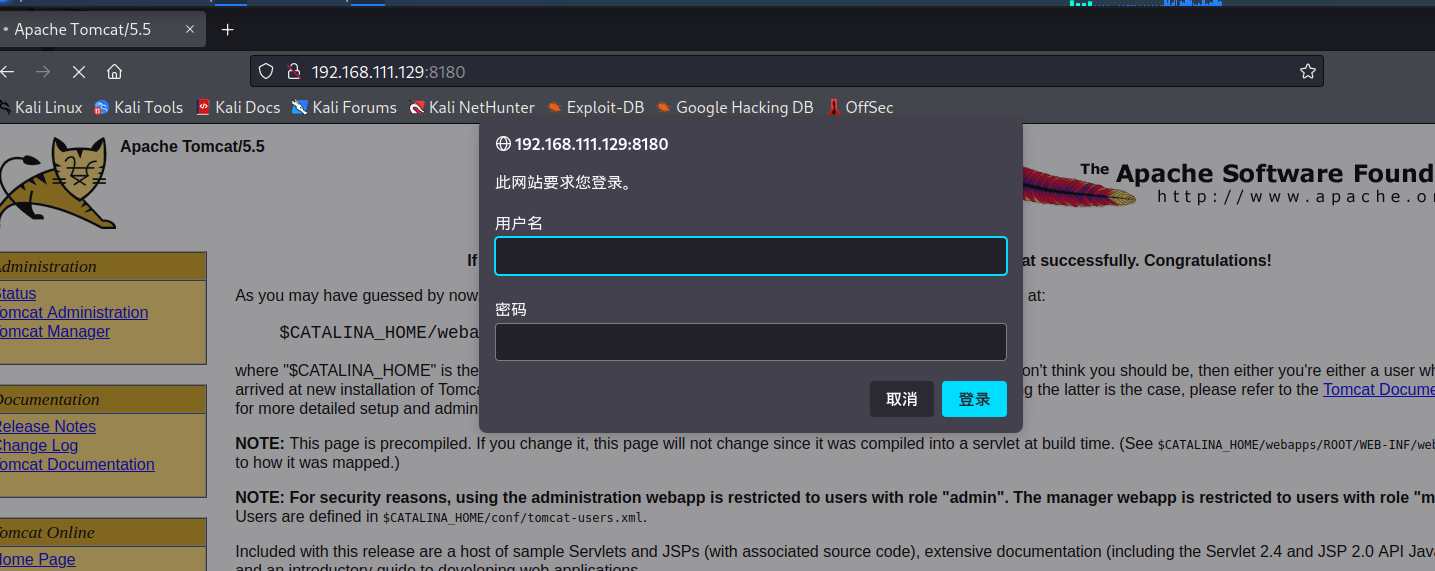 Apache Tomcat/5.5
192.168.111.129:8180
Kali Linux Kali Tools Kali Docs Kali Forums Kali NetHunter Exploit-DB Google Hacking DB OffSec
Apache Tomcat/5.5
The Apache Software Found
http://www.apache.or
192.168.111.129:8180
此网站要求您登录。
用户名
密码
取消 登录
Administration
Status
Tomcat Administration
Tomcat Manager
Documentation
Release Notes
Change Log
Tomcat Documentation
Tomcat Online
Home Page
If at successfully. Congratulations!
As you may have guessed by now, at:
$CATALINA_HOME/weba
where "$CATALINA_HOME" is the on't think you should be, then either you're either a user wh
arrived at new installation of Tomca g the latter is the case, please refer to the Tomcat Docume
for more detailed setup and admin
NOTE: This page is precompiled. If you change it, this page will not change since it was compiled into a servlet at build time. (See $CATALINA_HOME/webapps/ROOT/WEB-INF/web
to how it was mapped.)
NOTE: For security reasons, using the administration webapp is restricted to users with role "admin". The manager webapp is restricted to users with role "m
Users are defined in $CATALINA_HOME/conf/tomcat-users.xml.
Included with this release are a host of sample Servlets and JSPs (with associated source code), extensive documentation (including the Servlet 2.4 and JSP 2.0 API Java
and an introductory guide to developing web applications.